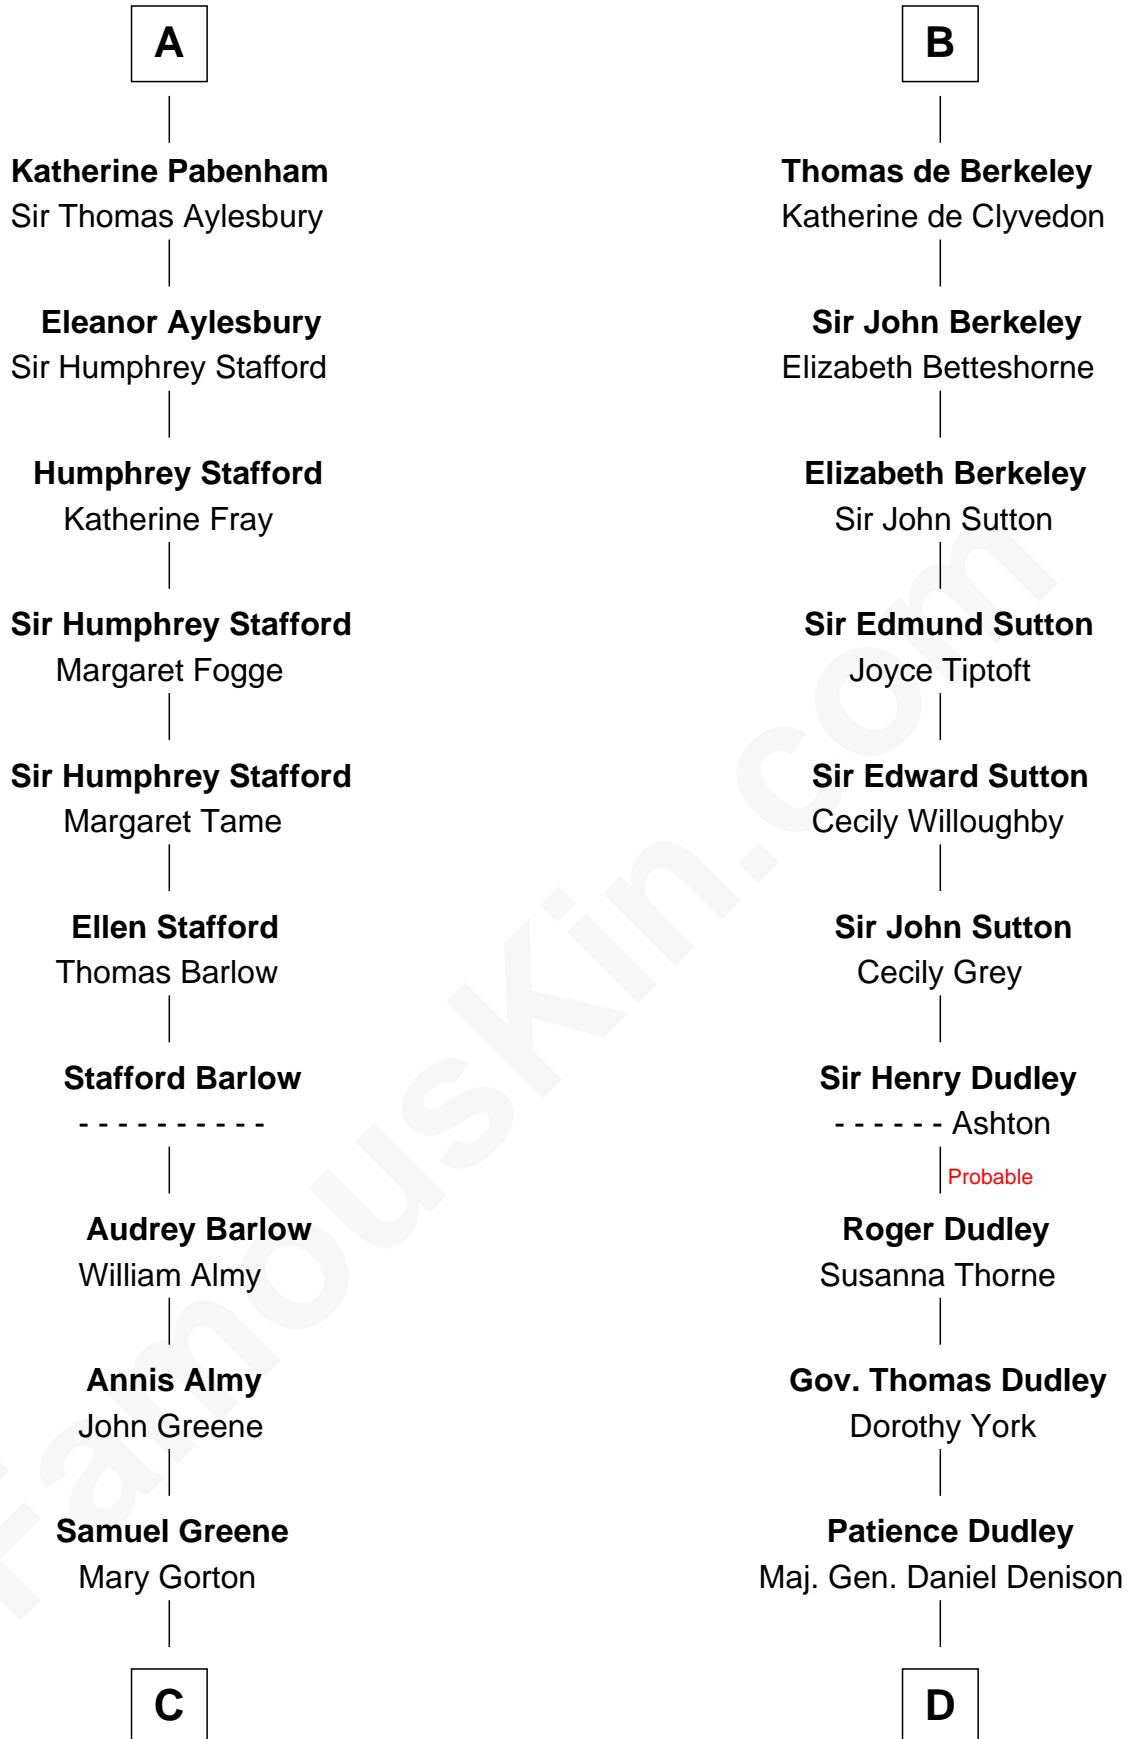 A
Katherine Pabenham
Sir Thomas Aylesbury
Eleanor Aylesbury
Sir Humphrey Stafford
Humphrey Stafford
Katherine Fray
Sir Humphrey Stafford
Margaret Fogge
Sir Humphrey Stafford
Margaret Tame
Ellen Stafford
Thomas Barlow
Stafford Barlow
- - - - - - - - - -
Audrey Barlow
William Almy
Annis Almy
John Greene
Samuel Greene
Mary Gorton
C
B
Thomas de Berkeley
Katherine de Clyvedon
Sir John Berkeley
Elizabeth Betteshorne
Elizabeth Berkeley
Sir John Sutton
Sir Edmund Sutton
Joyce Tiptoft
Sir Edward Sutton
Cecily Willoughby
Sir John Sutton
Cecily Grey
Sir Henry Dudley
- - - - - - Ashton
Probable
Roger Dudley
Susanna Thorne
Gov. Thomas Dudley
Dorothy York
Patience Dudley
Maj. Gen. Daniel Denison
D
FamousKin.com